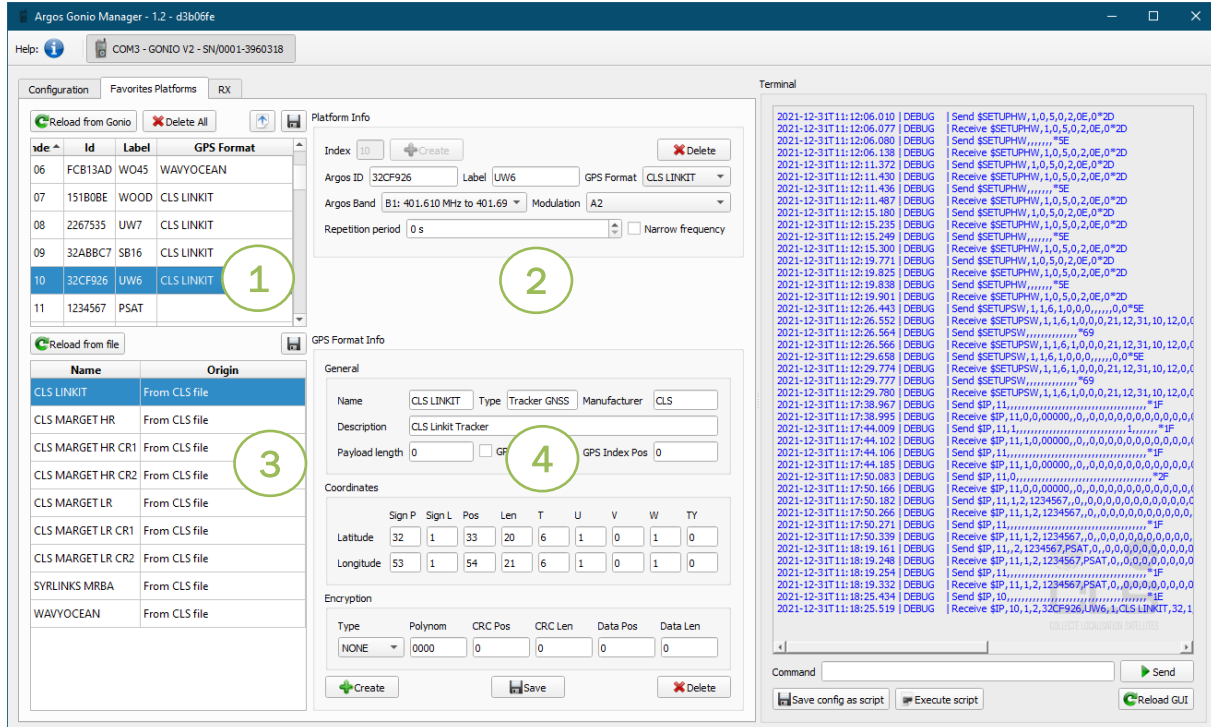 Argos Gonio Manager - 1.2 - d3b06fe
Help: COM3 - GONIO V2 - SN/0001-3960318
Configuration Favorites Platforms RX
Reload from Gonio Delete All
Id Label GPS Format
06 FCB13AD WO45 WAVYOCEAN
07 151B0BE WOOD CLS LINKIT
08 2267535 UW7 CLS LINKIT
09 32ABBC7 SB16 CLS LINKIT
10 32CF926 UW6 CLS LINKIT
11 1234567 PSAT
1
Reload from file
Name Origin
CLS LINKIT From CLS file
CLS MARGET HR From CLS file
CLS MARGET HR CR1 From CLS file
CLS MARGET HR CR2 From CLS file
CLS MARGET LR From CLS file
CLS MARGET LR CR1 From CLS file
CLS MARGET LR CR2 From CLS file
SYRLINKS MRBA From CLS file
WAVYOCEAN From CLS file
3
Platform Info
Index 10 Create Delete
Argos ID 32CF926 Label UW6 GPS Format CLS LINKIT
Argos Band B1: 401.610 MHz to 401.69 Modulation A2
Repetition period 0 s Narrow frequency
2
GPS Format Info
General
Name CLS LINKIT Type Tracker GNSS Manufacturer CLS
Description CLS Linkit Tracker
Payload length 0 GPS Index Pos 0
4
Coordinates
Sign P Sign L Pos Len T U V W TY
Latitude 32 1 33 20 6 1 0 1 0
Longitude 53 1 54 21 6 1 0 1 0
Encryption
Type Polynom CRC Pos CRC Len Data Pos Data Len
NONE 0000 0 0 0 0
Create Save Delete
Terminal
2021-12-31T11:12:06.010 | DEBUG | Send $SETUPHW,1,0,5,0,2,0E,0*2D
2021-12-31T11:12:06.077 | DEBUG | Receive $SETUPHW,1,0,5,0,2,0E,0*2D
2021-12-31T11:12:06.080 | DEBUG | Send $SETUPHW,,,,,,,*5E
2021-12-31T11:12:06.138 | DEBUG | Receive $SETUPHW,1,0,5,0,2,0E,0*2D
2021-12-31T11:12:11.372 | DEBUG | Send $SETUPHW,1,0,5,0,2,0E,0*2D
2021-12-31T11:12:11.430 | DEBUG | Receive $SETUPHW,1,0,5,0,2,0E,0*2D
2021-12-31T11:12:11.436 | DEBUG | Send $SETUPHW,,,,,,,*5E
2021-12-31T11:12:11.487 | DEBUG | Receive $SETUPHW,1,0,5,0,2,0E,0*2D
2021-12-31T11:12:15.180 | DEBUG | Send $SETUPHW,1,0,5,0,2,0E,0*2D
2021-12-31T11:12:15.235 | DEBUG | Receive $SETUPHW,1,0,5,0,2,0E,0*2D
2021-12-31T11:12:15.249 | DEBUG | Send $SETUPHW,,,,,,,*5E
2021-12-31T11:12:15.300 | DEBUG | Receive $SETUPHW,1,0,5,0,2,0E,0*2D
2021-12-31T11:12:19.771 | DEBUG | Send $SETUPHW,1,0,5,0,2,0E,0*2D
2021-12-31T11:12:19.825 | DEBUG | Receive $SETUPHW,1,0,5,0,2,0E,0*2D
2021-12-31T11:12:19.838 | DEBUG | Send $SETUPHW,,,,,,,*5E
2021-12-31T11:12:19.901 | DEBUG | Receive $SETUPHW,1,0,5,0,2,0E,0*2D
2021-12-31T11:12:26.443 | DEBUG | Send $SETUPSW,1,1,6,1,0,0,0,,,,,,0,0*5E
2021-12-31T11:12:26.552 | DEBUG | Receive $SETUPSW,1,1,6,1,0,0,0,21,12,31,10,12,0,0
2021-12-31T11:12:26.564 | DEBUG | Send $SETUPSW,,,,,,,,,,,,,,*69
2021-12-31T11:12:26.566 | DEBUG | Receive $SETUPSW,1,1,6,1,0,0,0,21,12,31,10,12,0,0
2021-12-31T11:12:29.658 | DEBUG | Send $SETUPSW,1,1,6,1,0,0,0,,,,,,0,0*5E
2021-12-31T11:12:29.774 | DEBUG | Receive $SETUPSW,1,1,6,1,0,0,0,21,12,31,10,12,0,0
2021-12-31T11:12:29.777 | DEBUG | Send $SETUPSW,,,,,,,,,,,,,,*69
2021-12-31T11:12:29.780 | DEBUG | Receive $SETUPSW,1,1,6,1,0,0,0,21,12,31,10,12,0,0
2021-12-31T11:17:38.967 | DEBUG | Send $IP,11,,,,,,,,,,,,,,,,,,,,,,,,,,,,,,,,,,*1F
2021-12-31T11:17:38.995 | DEBUG | Receive $IP,11,0,0,00000,,0,,0,0,0,0,0,0,0,0,
2021-12-31T11:17:44.009 | DEBUG | Send $IP,11,1,,,,,,,,,,,,,,,,,,,,,,,,,,1,,,,,,,*1F
2021-12-31T11:17:44.102 | DEBUG | Receive $IP,11,1,0,00000,,0,,0,0,0,0,0,0,0,0,
2021-12-31T11:17:44.106 | DEBUG | Send $IP,11,,,,,,,,,,,,,,,,,,,,,,,,,,,,,,,,,,*1F
2021-12-31T11:17:44.185 | DEBUG | Receive $IP,11,1,0,00000,,0,,0,0,0,0,0,0,0,0,
2021-12-31T11:17:50.083 | DEBUG | Send $IP,11,0,,,,,,,,,,,,,,,,,,,,,,,,,,,,,,,,,*2F
2021-12-31T11:17:50.166 | DEBUG | Receive $IP,11,0,0,00000,,0,,0,0,0,0,0,0,0,0,
2021-12-31T11:17:50.182 | DEBUG | Send $IP,11,1,2,1234567,,0,,0,0,0,0,0,0,0,0,
2021-12-31T11:17:50.266 | DEBUG | Receive $IP,11,1,2,1234567,,0,,0,0,0,0,0,0,0,
2021-12-31T11:17:50.271 | DEBUG | Send $IP,11,,,,,,,,,,,,,,,,,,,,,,,,,,,,,,,,,,*1F
2021-12-31T11:17:50.339 | DEBUG | Receive $IP,11,1,2,1234567,,0,,0,0,0,0,0,0,0,
2021-12-31T11:18:19.161 | DEBUG | Send $IP,11,,2,1234567,PSAT,0,,0,0,0,0,0,0,0
2021-12-31T11:18:19.248 | DEBUG | Receive $IP,11,1,2,1234567,PSAT,0,,0,0,0,0,0
2021-12-31T11:18:19.254 | DEBUG | Send $IP,11,,,,,,,,,,,,,,,,,,,,,,,,,,,,,,,,,,*1F
2021-12-31T11:18:19.332 | DEBUG | Receive $IP,11,1,2,1234567,PSAT,0,,0,0,0,0,0
2021-12-31T11:18:25.434 | DEBUG | Send $IP,10,,,,,,,,,,,,,,,,,,,,,,,,,,,,,,,,,,*1E
2021-12-31T11:18:25.519 | DEBUG | Receive $IP,10,1,2,32CF926,UW6,1,CLS LINKIT,32,1
COLLECTE LOCALISATION SATELLITES
Command Send
Save config as script Execute script Reload GUI